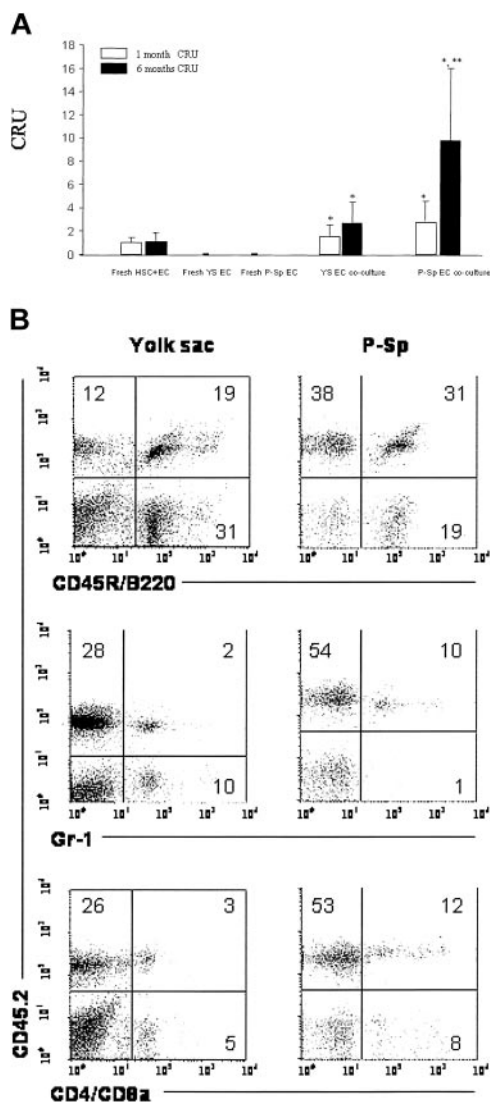 A
18
16
14
12
10
8
6
4
2
0
CRU
1 month CRU
6 months CRU
*
*
*
*, **
Fresh HSC+EC Fresh YS EC Fresh P-Sp EC YS EC co-culture P-Sp EC co-culture
B
Yolk sac P-Sp
12 19
31
38 31
19
CD45R/B220
28 2
10
54 10
1
Gr-1
26 3
5
53 12
8
CD45.2
CD4/CD8a